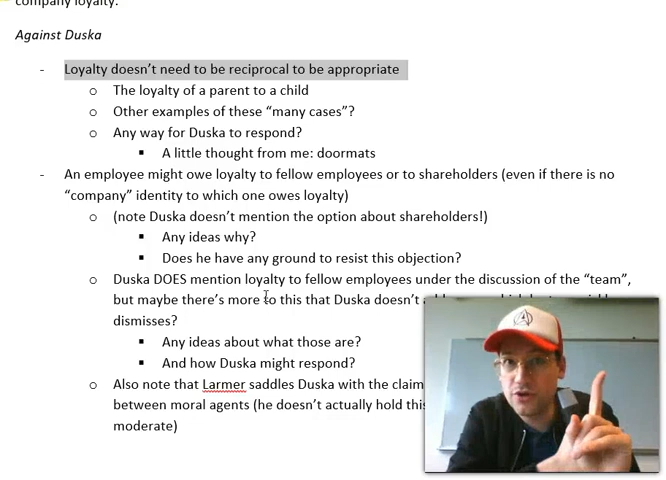 company loyalty.
Against Duska
- Loyalty doesn't need to be reciprocal to be appropriate
o The loyalty of a parent to a child
o Other examples of these "many cases"?
o Any way for Duska to respond?
▪ A little thought from me: doormats
- An employee might owe loyalty to fellow employees or to shareholders (even if there is no
"company" identity to which one owes loyalty)
o (note Duska doesn't mention the option about shareholders!)
▪ Any ideas why?
▪ Does he have any ground to resist this objection?
o Duska DOES mention loyalty to fellow employees under the discussion of the "team",
but maybe there's more to this that Duska doesn't
dismisses?
▪ Any ideas about what those are?
▪ And how Duska might respond?
o Also note that Larmer saddles Duska with the claim
between moral agents (he doesn't actually hold this
moderate)